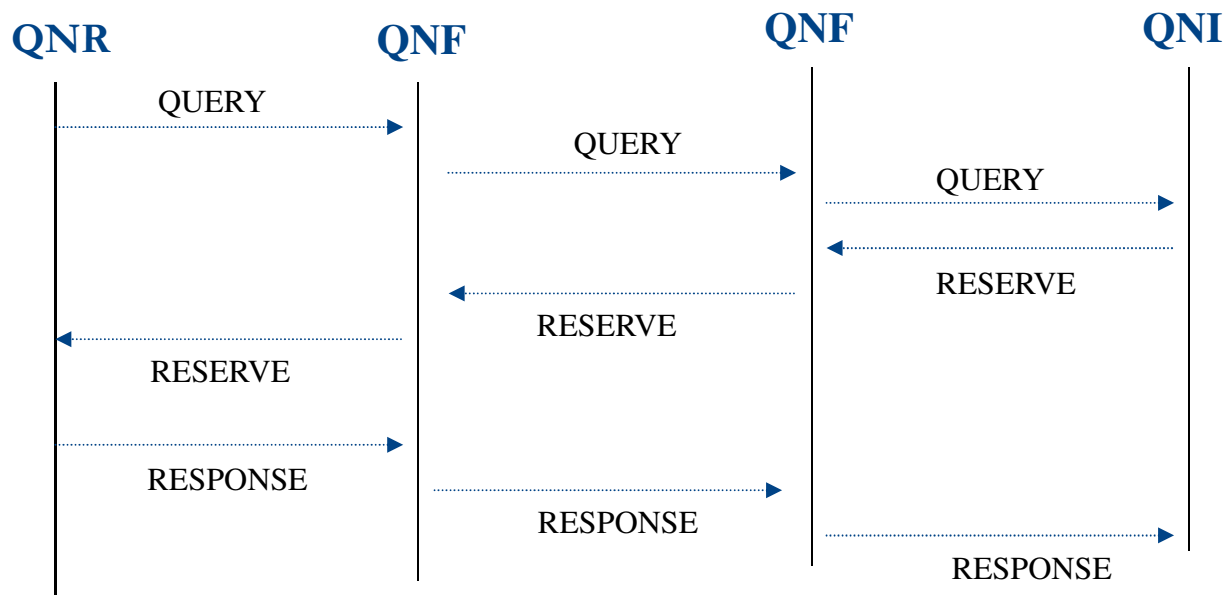 QNR QNF QNF QNI
QUERY
QUERY
QUERY
RESERVE
RESERVE
RESERVE
RESPONSE
RESPONSE
RESPONSE